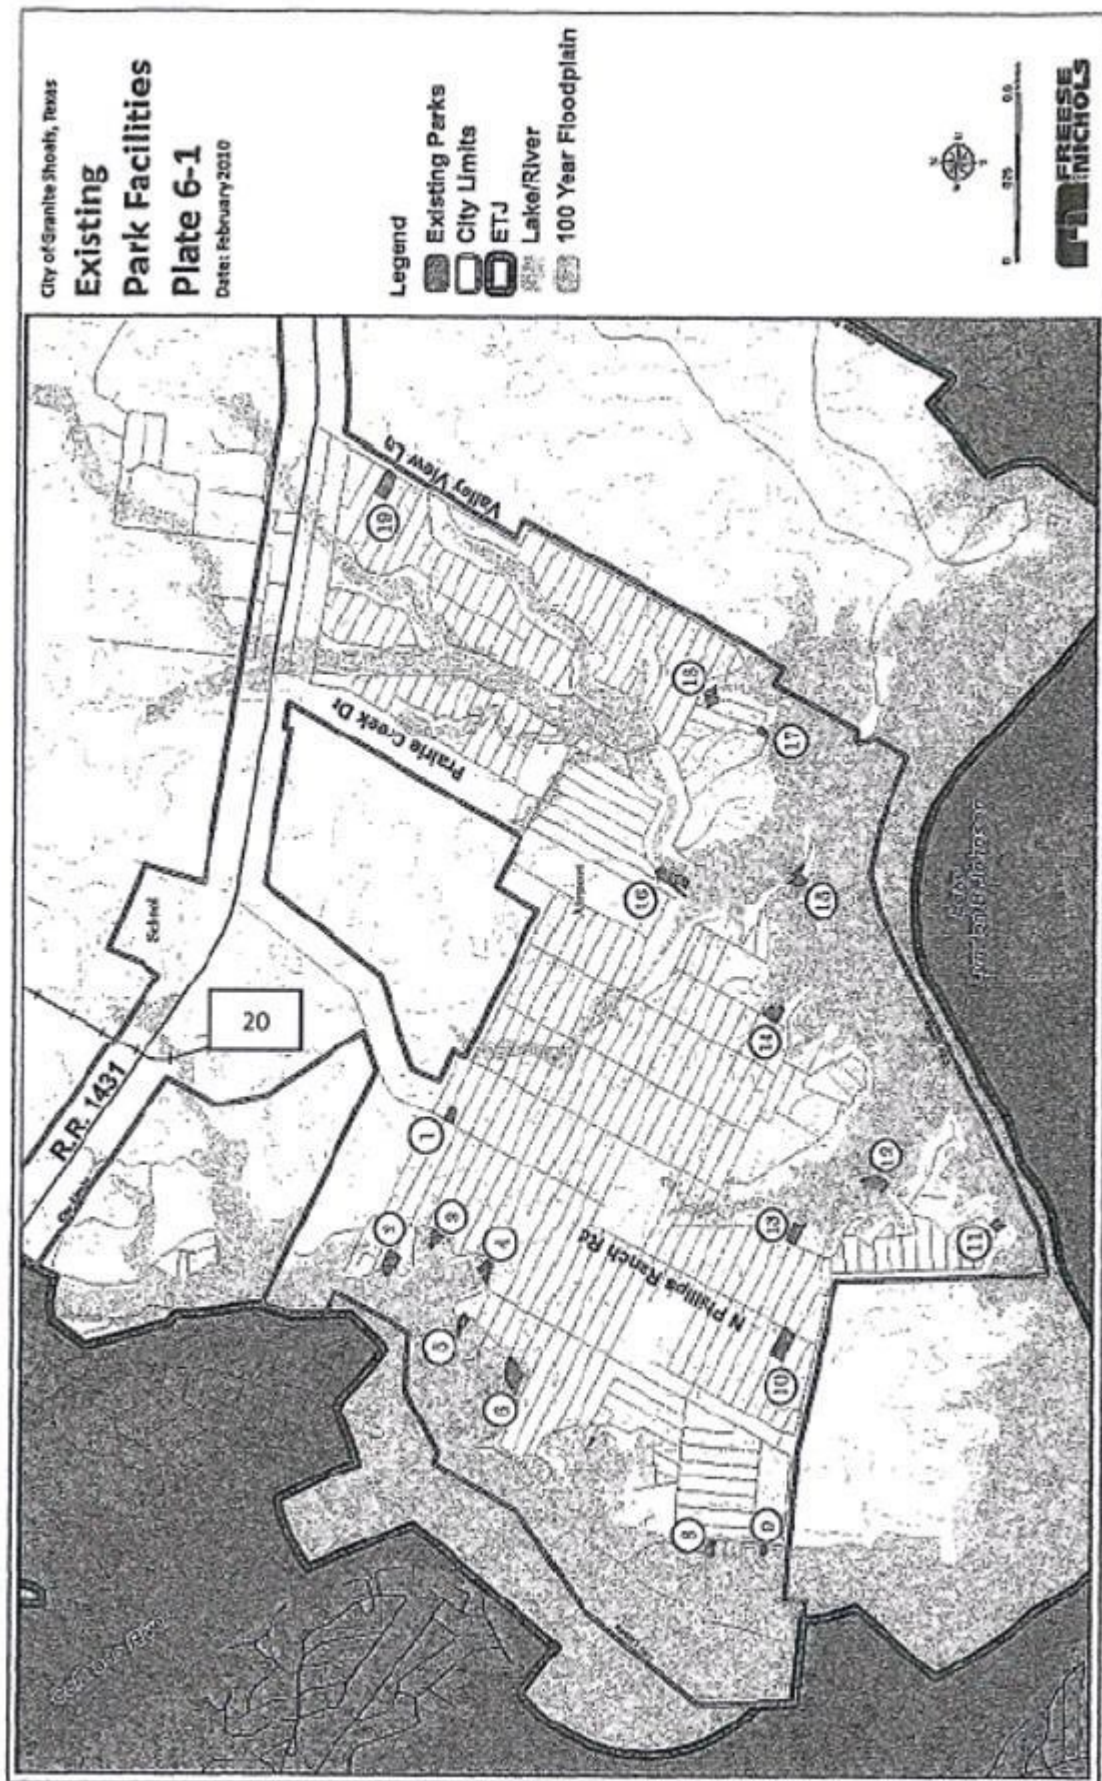 City of Granite Shoals, Texas
Existing
Park Facilities
Plate 6-1
Date: February 2010
Legend
Existing Parks
City Limits
ETJ
Lake/River
100 Year Floodplain
FREESE
NICHOLS
R.R. 1431
School
20
Valley View Ln
Prairie Creek Dr
N Phillips Ranch Rd
1
3
4
5
6
8
9
10
11
12
13
14
15
16
17
18
19